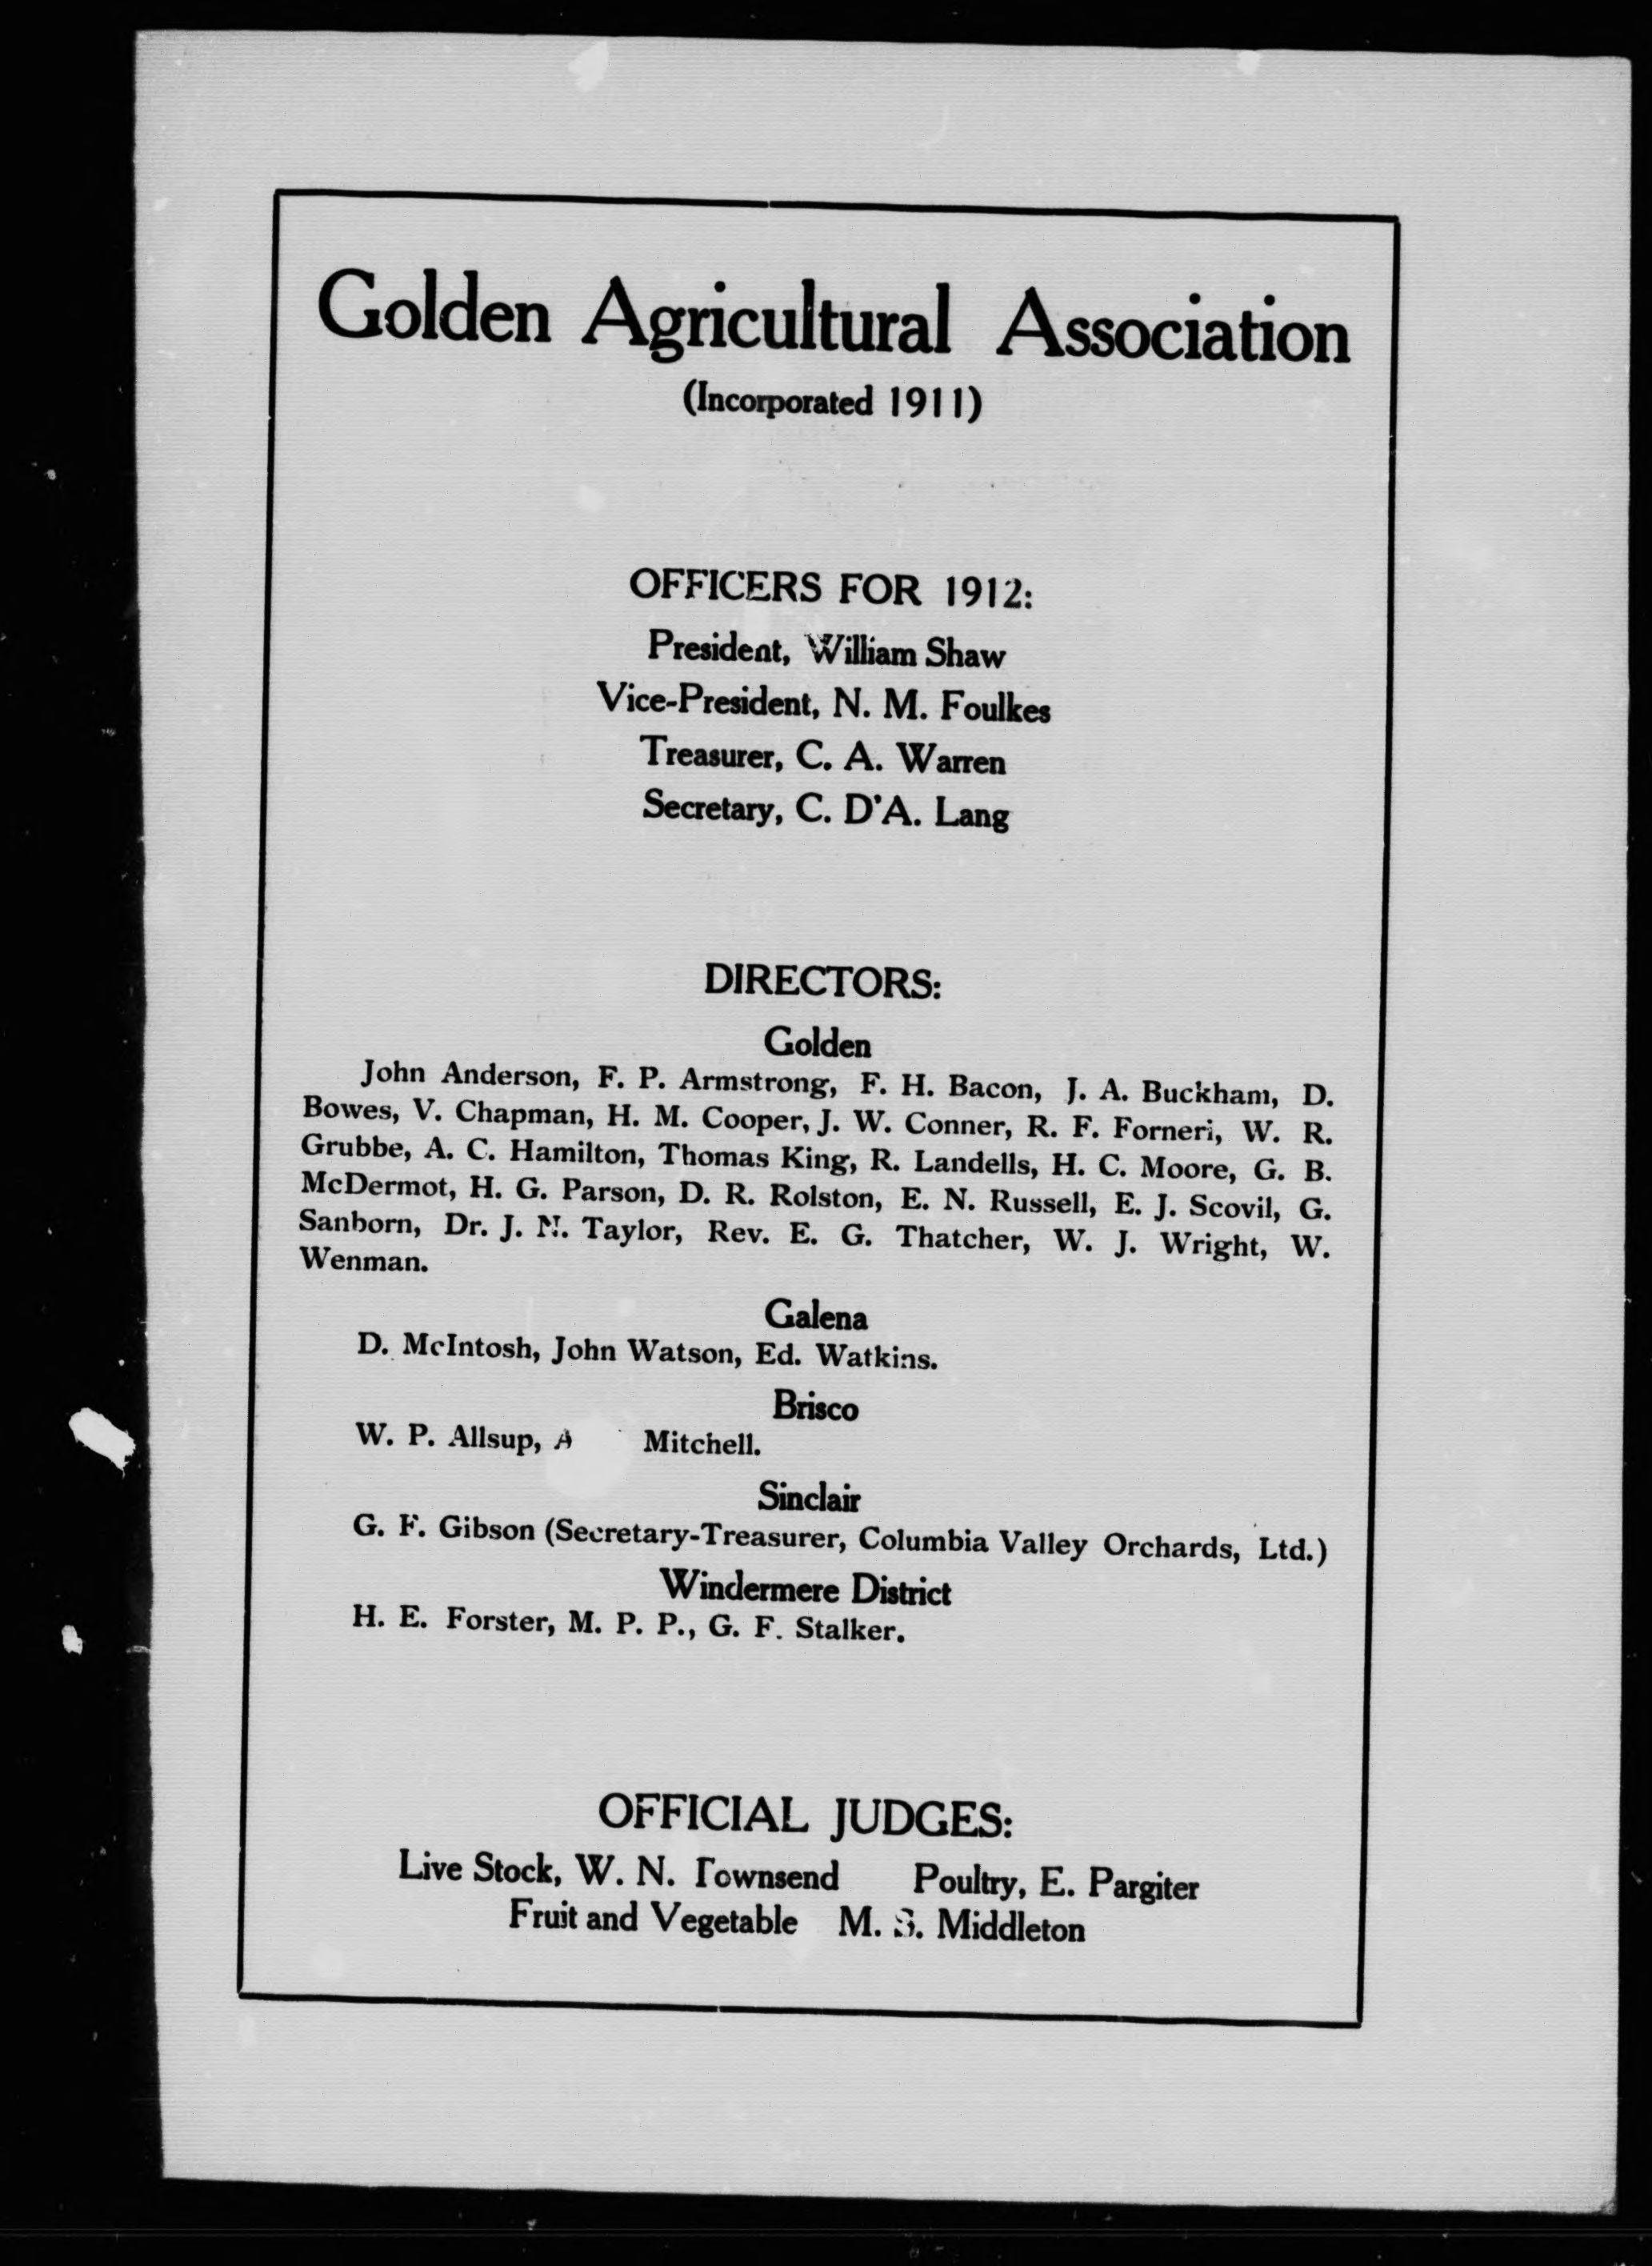 Golden Agricultural Association
(Incorporated 1911)
OFFICERS FOR 1912:
President, William Shaw
Vice-President, N. M. Foulkes
Treasurer, C. A. Warren
Secretary, C. D'A. Lang
DIRECTORS:
Golden
John Anderson, F. P. Armstrong, F. H. Bacon, J. A. Buckham, D.
Bowes, V. Chapman, H. M. Cooper, J. W. Conner, R. F. Forneri, W. R.
Grubbe, A. C. Hamilton, Thomas King, R. Landells, H. C. Moore, G. B.
McDermot, H. G. Parson, D. R. Rolston, E. N. Russell, E. J. Scovil, G.
Sanborn, Dr. J. N. Taylor, Rev. E. G. Thatcher, W. J. Wright, W.
Wenman.
Galena
D. McIntosh, John Watson, Ed. Watkins.
Brisco
W. P. Allsup, A Mitchell.
Sinclair
G. F. Gibson (Secretary-Treasurer, Columbia Valley Orchards, Ltd.)
Windermere District
H. E. Forster, M. P. P., G. F. Stalker.
OFFICIAL JUDGES:
Live Stock, W. N. Townsend Poultry, E. Pargiter
Fruit and Vegetable M. S. Middleton